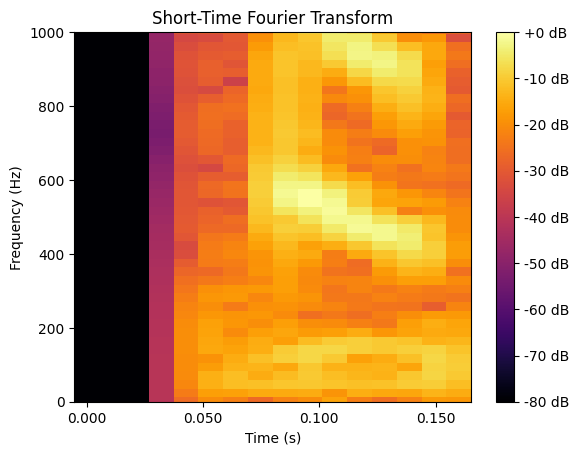 Short-Time Fourier Transform
1000
800
600
400
200
0
Frequency (Hz)
0.000
0.050
0.100
0.150
Time (s)
+0 dB
-10 dB
-20 dB
-30 dB
-40 dB
-50 dB
-60 dB
-70 dB
-80 dB